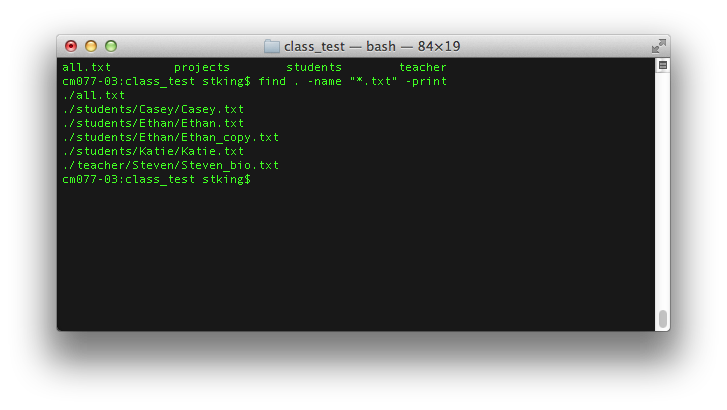 class_test — bash — 84×19
all.txt projects students teacher
cm077-03:class_test stking$ find . -name "*.txt" -print
./all.txt
./students/Casey/Casey.txt
./students/Ethan/Ethan.txt
./students/Ethan/Ethan_copy.txt
./students/Katie/Katie.txt
./teacher/Steven/Steven_bio.txt
cm077-03:class_test stking$